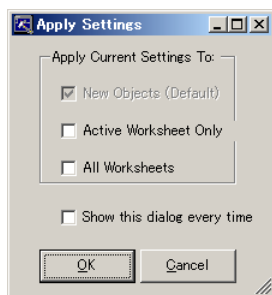 Apply Settings
Apply Current Settings To:
New Objects (Default)
Active Worksheet Only
All Worksheets
Show this dialog every time
OK Cancel